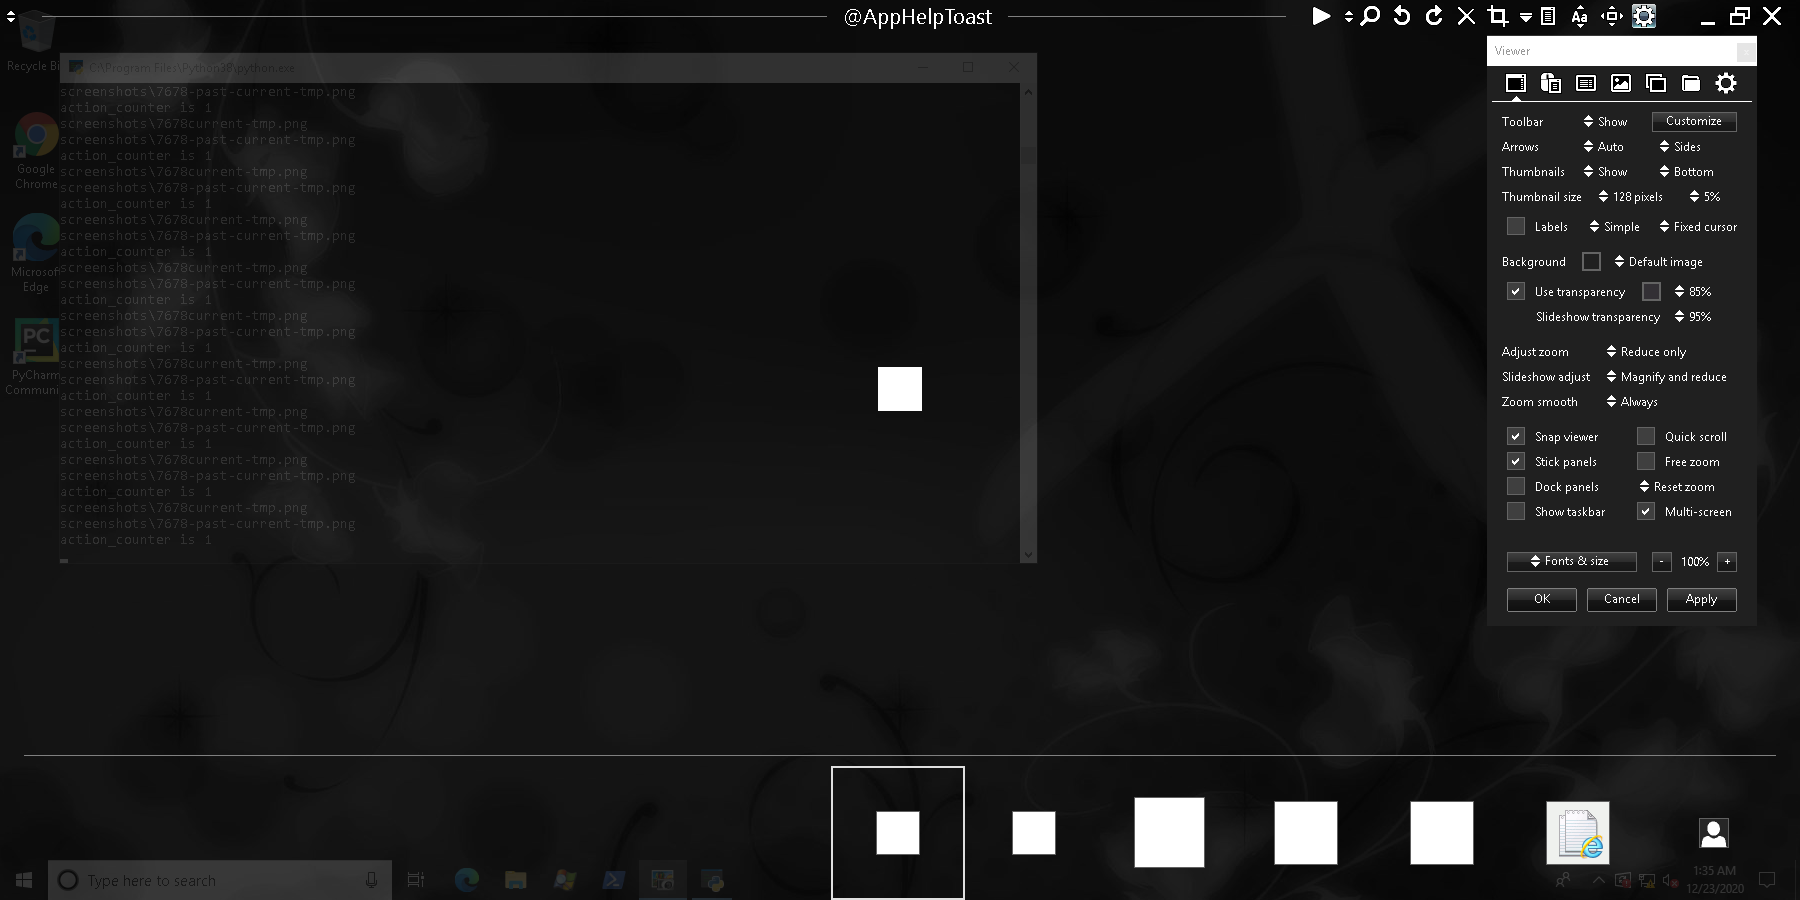 @AppHelpToast
Recycle Bi
C:\Program Files\Python38\python.exe
screenshots\7678-past-current-tmp.png
action_counter is 1
screenshots\7678current-tmp.png
screenshots\7678-past-current-tmp.png
action_counter is 1
screenshots\7678current-tmp.png
screenshots\7678-past-current-tmp.png
action_counter is 1
screenshots\7678current-tmp.png
screenshots\7678-past-current-tmp.png
action_counter is 1
screenshots\7678current-tmp.png
screenshots\7678-past-current-tmp.png
action_counter is 1
screenshots\7678current-tmp.png
screenshots\7678-past-current-tmp.png
action_counter is 1
screenshots\7678current-tmp.png
screenshots\7678-past-current-tmp.png
action_counter is 1
screenshots\7678current-tmp.png
screenshots\7678-past-current-tmp.png
action_counter is 1
screenshots\7678current-tmp.png
screenshots\7678-past-current-tmp.png
action_counter is 1
screenshots\7678current-tmp.png
screenshots\7678-past-current-tmp.png
action_counter is 1
Google
Chrome
Microsof
Edge
PC
PyCharm
Communi
Aa
Viewer
Toolbar Show Customize
Arrows Auto Sides
Thumbnails Show Bottom
Thumbnail size 128 pixels 5%
Labels Simple Fixed cursor
Background Default image
Use transparency 85%
Slideshow transparency 95%
Adjust zoom Reduce only
Slideshow adjust Magnify and reduce
Zoom smooth Always
Snap viewer Quick scroll
Stick panels Free zoom
Dock panels Reset zoom
Show taskbar Multi-screen
Fonts & size - 100% +
OK Cancel Apply
Type here to search
1:35 AM
12/23/2020